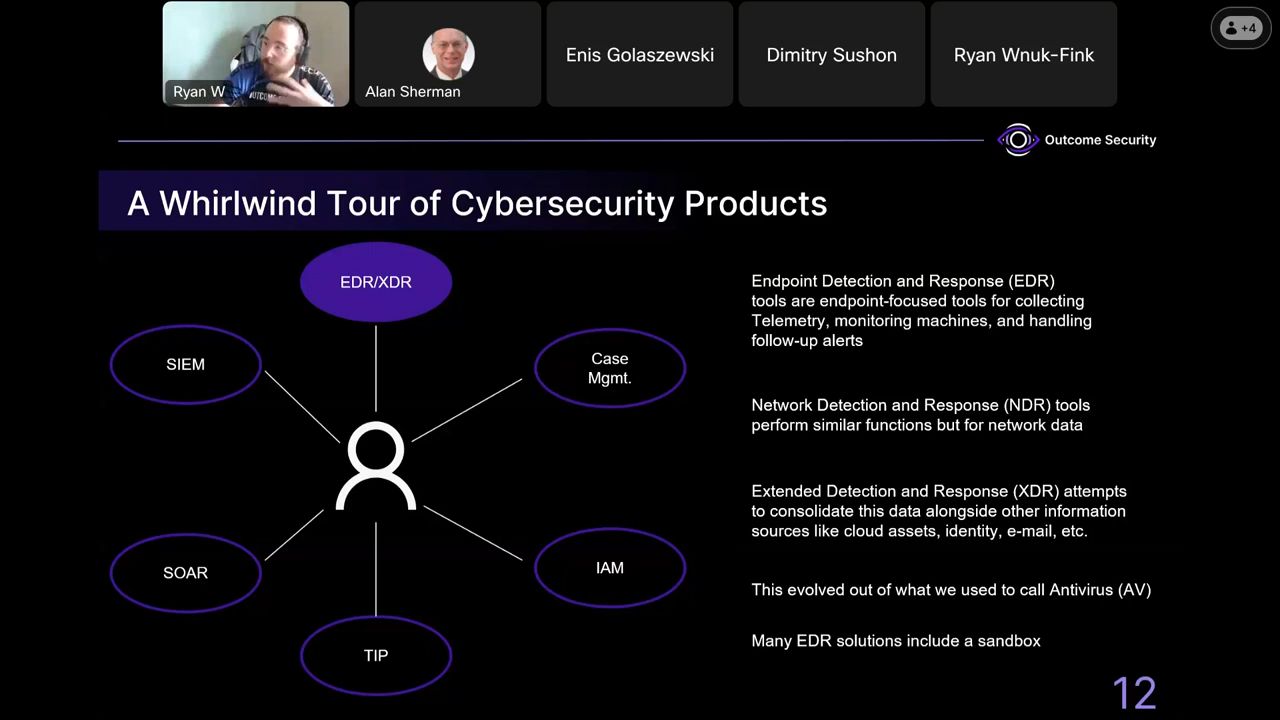 Ryan W
Alan Sherman
Enis Golaszewski
Dimitry Sushon
Ryan Wnuk-Fink
+4
Outcome Security
A Whirlwind Tour of Cybersecurity Products
EDR/XDR
SIEM
Case
Mgmt.
SOAR
IAM
TIP
Endpoint Detection and Response (EDR)
tools are endpoint-focused tools for collecting
Telemetry, monitoring machines, and handling
follow-up alerts
Network Detection and Response (NDR) tools
perform similar functions but for network data
Extended Detection and Response (XDR) attempts
to consolidate this data alongside other information
sources like cloud assets, identity, e-mail, etc.
This evolved out of what we used to call Antivirus (AV)
Many EDR solutions include a sandbox
12